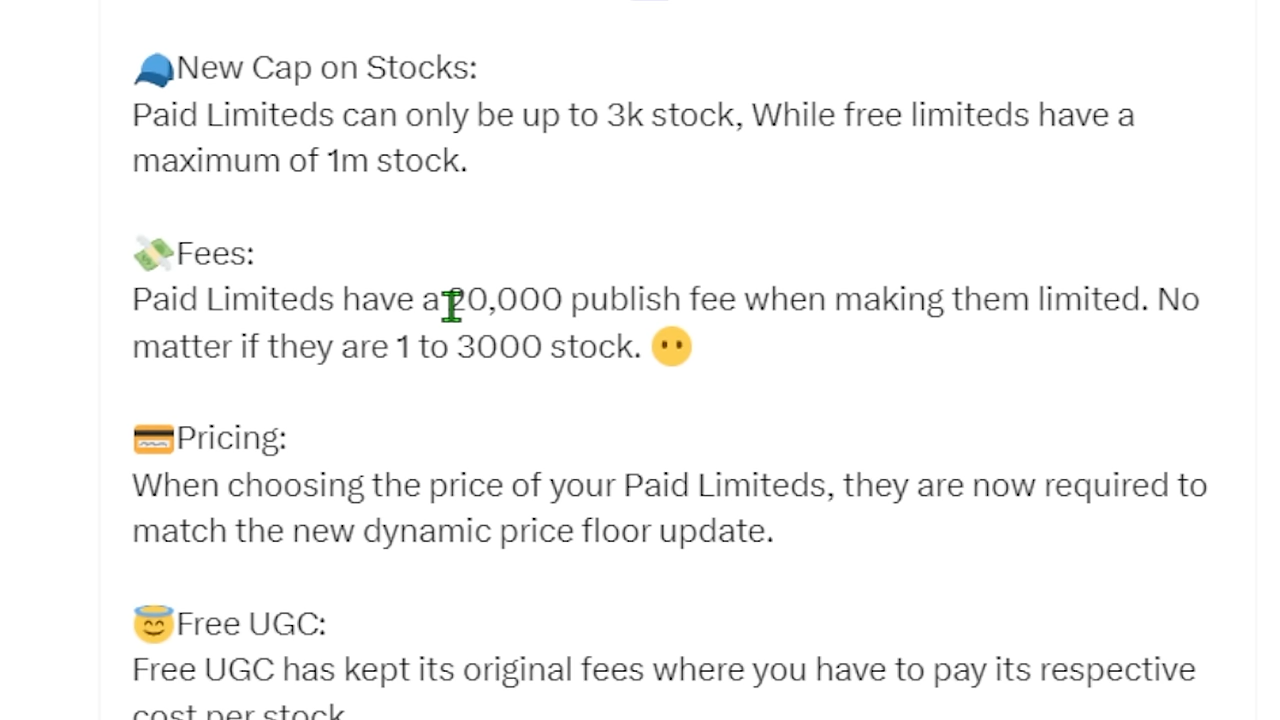 New Cap on Stocks:
Paid Limiteds can only be up to 3k stock, While free limiteds have a
maximum of 1m stock.
Fees:
Paid Limiteds have a 20,000 publish fee when making them limited. No
matter if they are 1 to 3000 stock.
Pricing:
When choosing the price of your Paid Limiteds, they are now required to
match the new dynamic price floor update.
Free UGC:
Free UGC has kept its original fees where you have to pay its respective
cost per stock